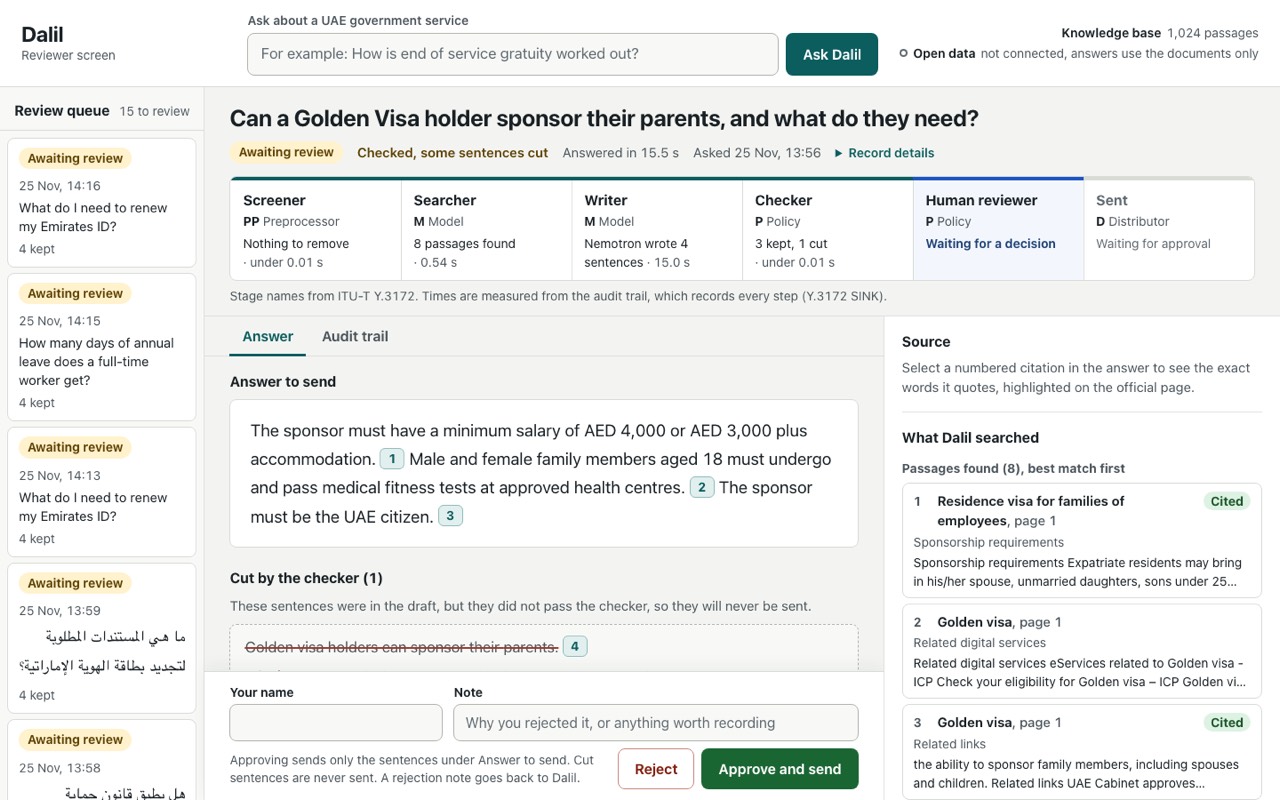 Dalil
Reviewer screen
Ask about a UAE government service
For example: How is end of service gratuity worked out?
Ask Dalil
Knowledge base 1,024 passages
Open data not connected, answers use the documents only
Review queue 15 to review
Awaiting review
25 Nov, 14:16
What do I need to renew
my Emirates ID?
4 kept
Awaiting review
25 Nov, 14:15
How many days of annual
leave does a full-time
worker get?
4 kept
Awaiting review
25 Nov, 14:13
What do I need to renew
my Emirates ID?
4 kept
Awaiting review
25 Nov, 13:59
ما هي المستندات المطلوبة
لتجديد بطاقة الهوية الإماراتية؟
4 kept
Awaiting review
25 Nov, 13:58
هل يطبق قانون حماية
Can a Golden Visa holder sponsor their parents, and what do they need?
Awaiting review Checked, some sentences cut Answered in 15.5 s Asked 25 Nov, 13:56 Record details
Screener
PP Preprocessor
Nothing to remove
· under 0.01 s
Searcher
M Model
8 passages found
· 0.54 s
Writer
M Model
Nemotron wrote 4
sentences · 15.0 s
Checker
P Policy
3 kept, 1 cut
· under 0.01 s
Human reviewer
P Policy
Waiting for a decision
Sent
D Distributor
Waiting for approval
Stage names from ITU-T Y.3172. Times are measured from the audit trail, which records every step (Y.3172 SINK).
Answer Audit trail
Answer to send
The sponsor must have a minimum salary of AED 4,000 or AED 3,000 plus
accommodation. 1 Male and female family members aged 18 must undergo
and pass medical fitness tests at approved health centres. 2 The sponsor
must be the UAE citizen. 3
Cut by the checker (1)
These sentences were in the draft, but they did not pass the checker, so they will never be sent.
Golden visa holders can sponsor their parents. 4
Your name
Note
Why you rejected it, or anything worth recording
Approving sends only the sentences under Answer to send. Cut
sentences are never sent. A rejection note goes back to Dalil.
Reject
Approve and send
Source
Select a numbered citation in the answer to see the exact
words it quotes, highlighted on the official page.
What Dalil searched
Passages found (8), best match first
1 Residence visa for families of
employees, page 1
Cited
Sponsorship requirements
Sponsorship requirements Expatriate residents may bring
in his/her spouse, unmarried daughters, sons under 25...
2 Golden visa, page 1
Related digital services
Related digital services eServices related to Golden visa -
ICP Check your eligibility for Golden visa – ICP Golden vi...
3 Golden visa, page 1
Cited
Related links
the ability to sponsor family members, including spouses
and children. Related links UAE Cabinet approves...